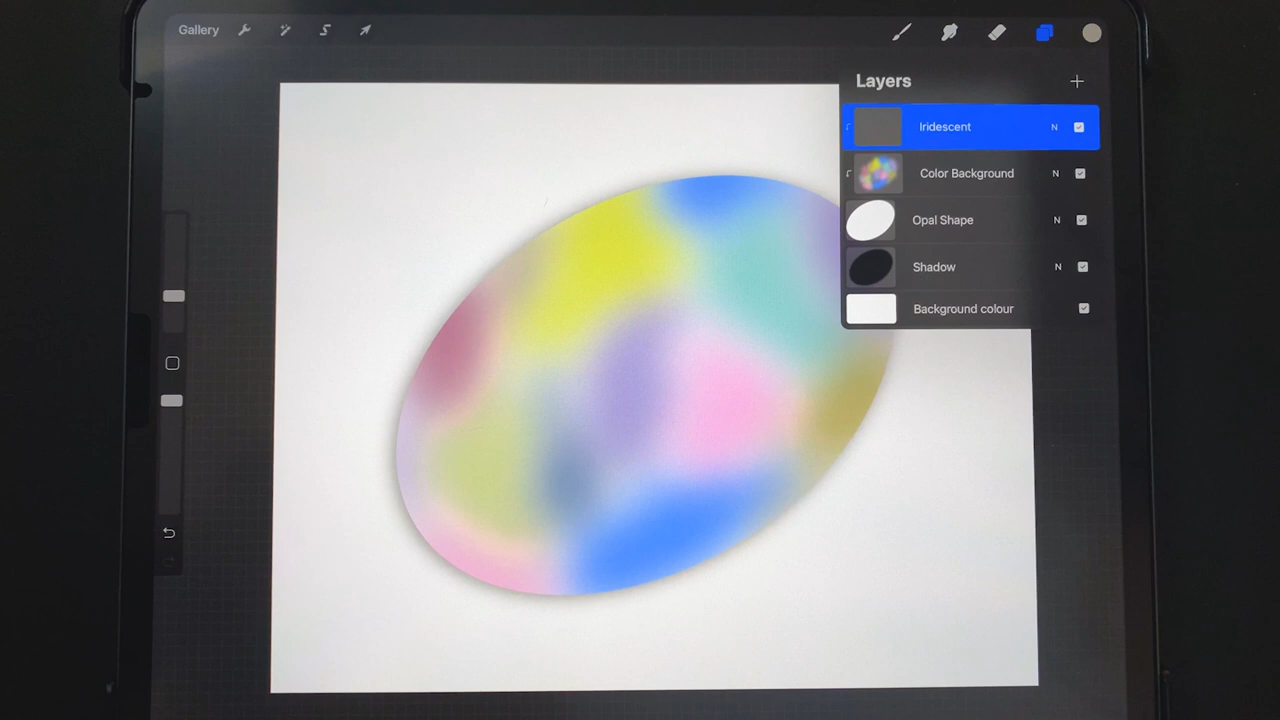 Gallery
Layers
Iridescent N
Color Background N
Opal Shape N
Shadow N
Background colour